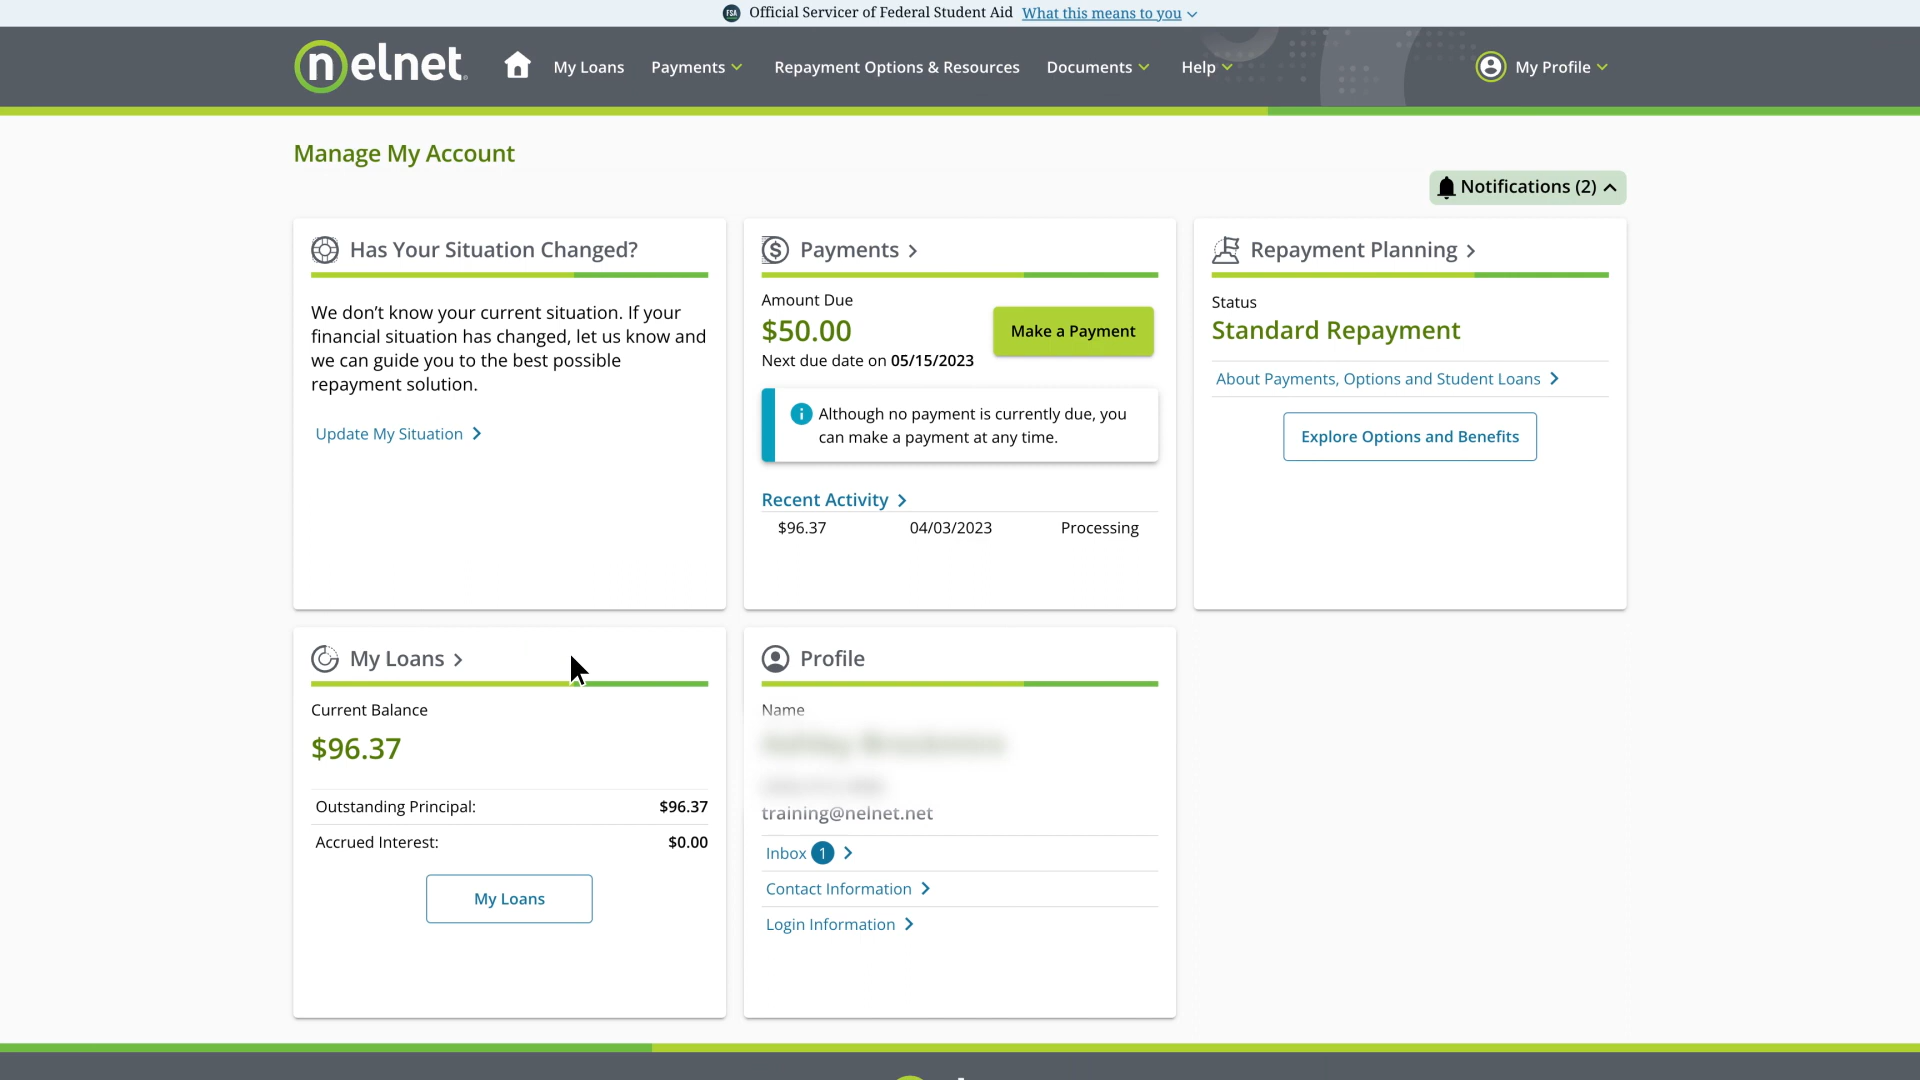 FSA Official Servicer of Federal Student Aid What this means to you
nelnet My Loans Payments Repayment Options & Resources Documents Help My Profile
Manage My Account
Notifications (2)
Has Your Situation Changed?
We don’t know your current situation. If your
financial situation has changed, let us know and
we can guide you to the best possible
repayment solution.
Update My Situation
Payments
Amount Due
$50.00
Next due date on 05/15/2023
Make a Payment
Although no payment is currently due, you
can make a payment at any time.
Recent Activity
$96.37 04/03/2023 Processing
Repayment Planning
Status
Standard Repayment
About Payments, Options and Student Loans
Explore Options and Benefits
My Loans
Current Balance
$96.37
Outstanding Principal: $96.37
Accrued Interest: $0.00
My Loans
Profile
Name
training@nelnet.net
Inbox 1
Contact Information
Login Information